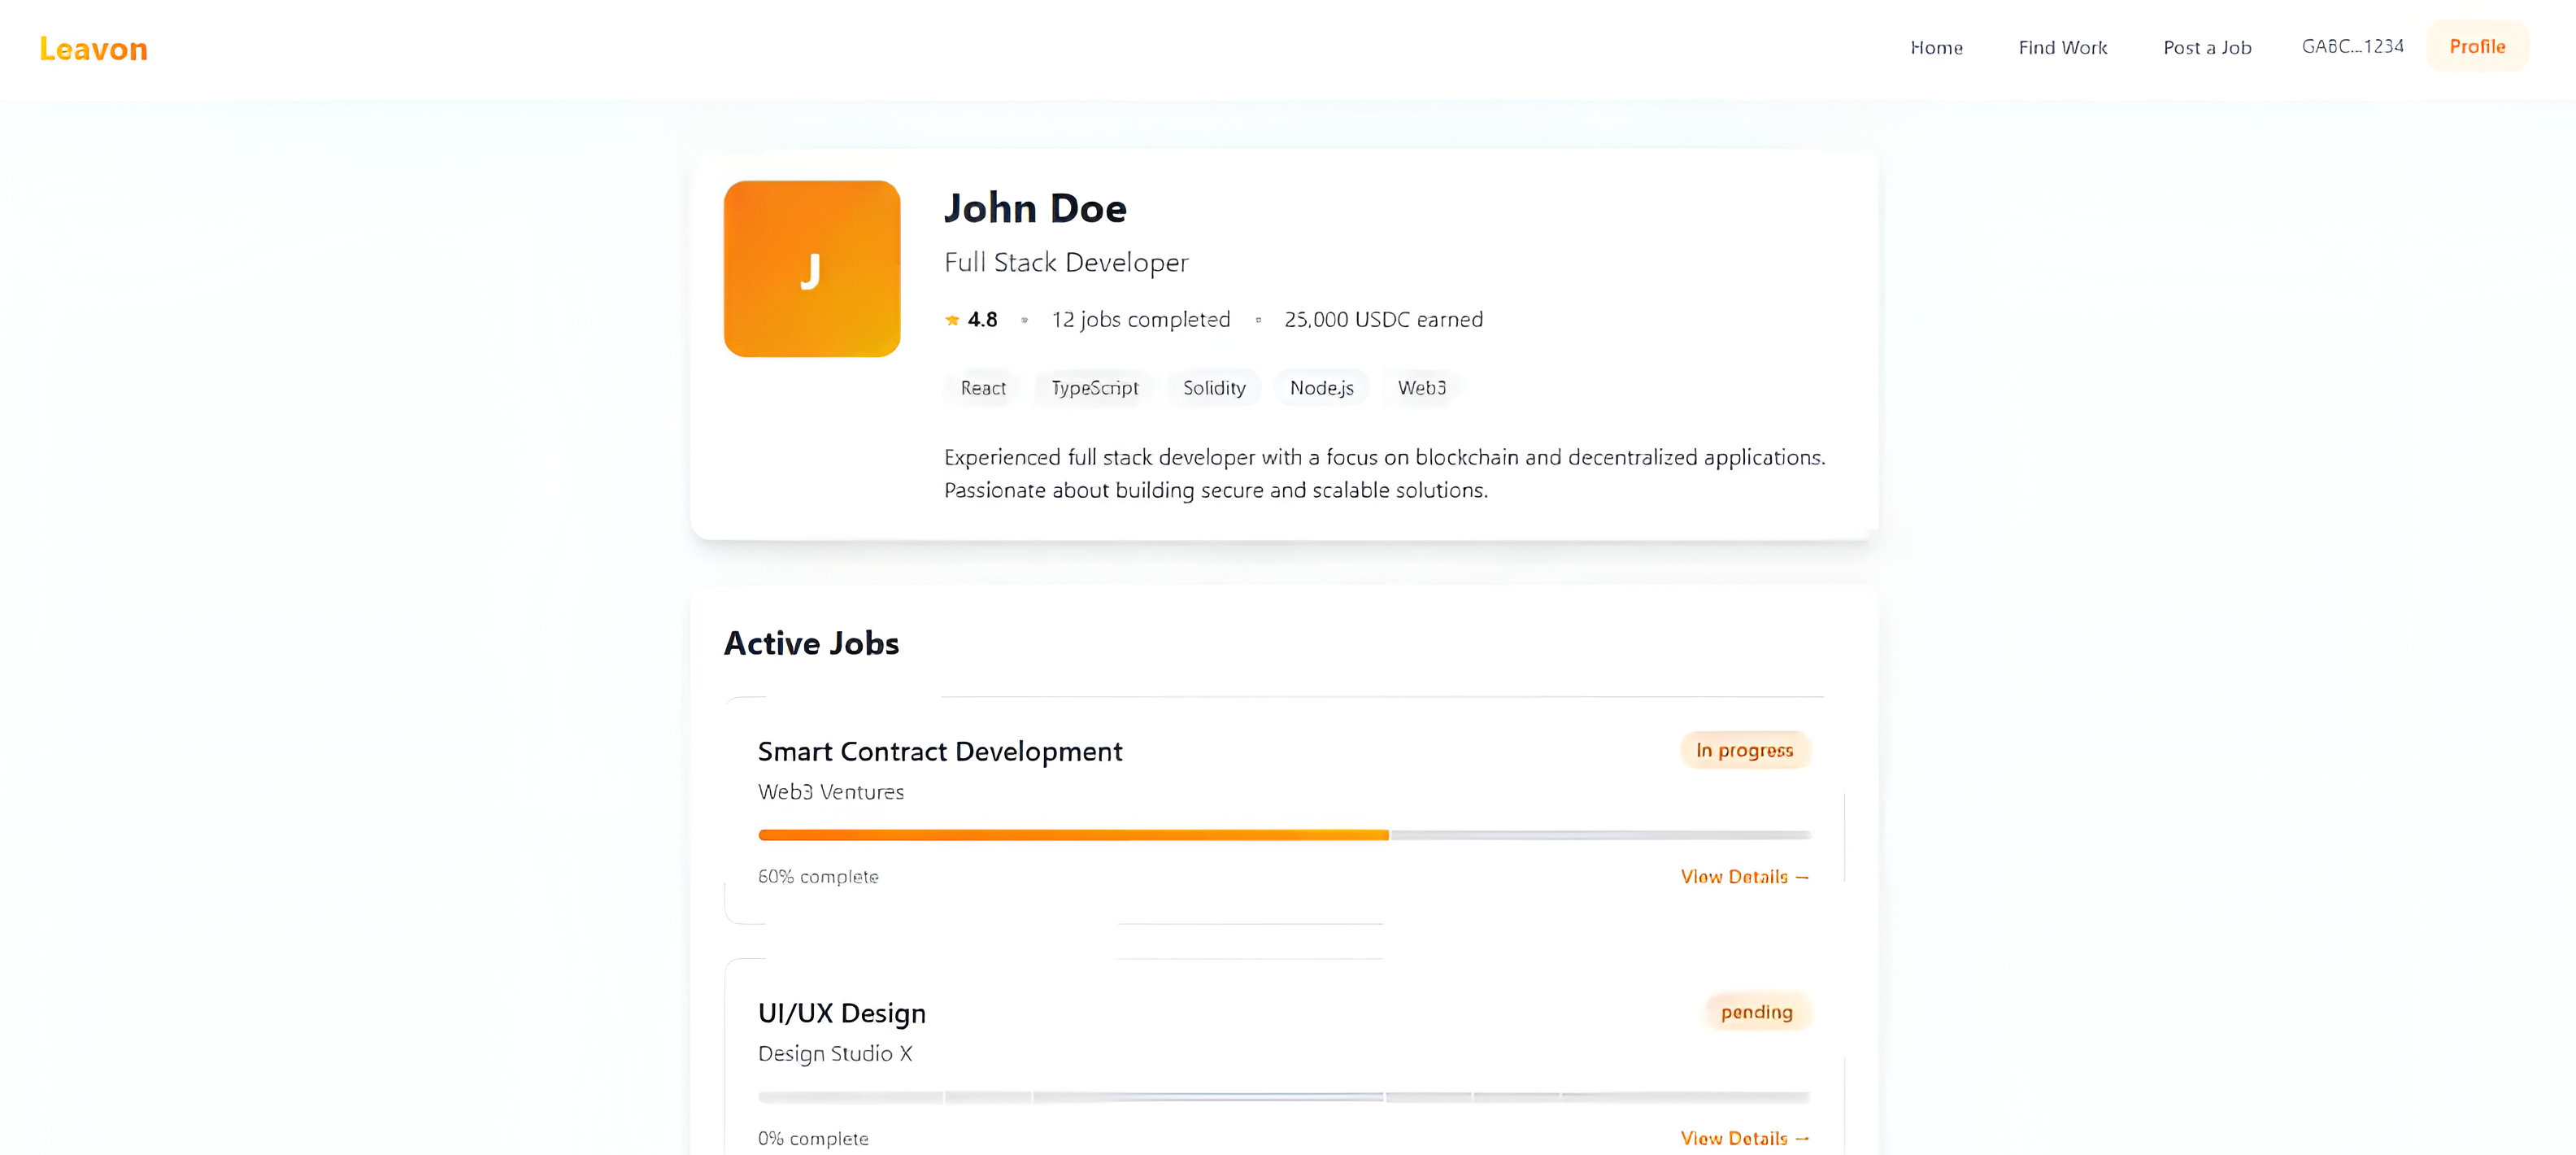 Leavon
Home Find Work Post a Job GABC...1234 Profile
J
John Doe
Full Stack Developer
★ 4.8 • 12 jobs completed • 25,000 USDC earned
React TypeScript Solidity Node.js Web3
Experienced full stack developer with a focus on blockchain and decentralized applications.
Passionate about building secure and scalable solutions.
Active Jobs
Smart Contract Development In progress
Web3 Ventures
60% complete View Details →
UI/UX Design pending
Design Studio X
0% complete View Details →